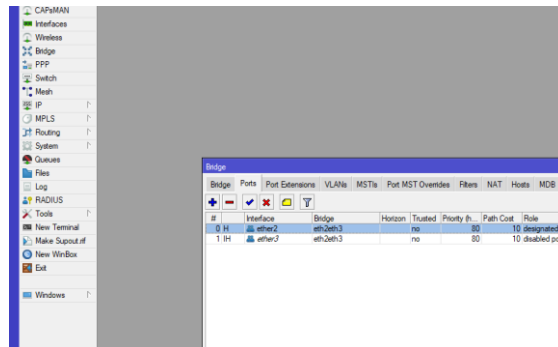 CAPsMAN
Interfaces
Wireless
Bridge
PPP
Switch
Mesh
IP
MPLS
Routing
System
Queues
Files
Log
RADIUS
Tools
New Terminal
Make Supout.rif
New WinBox
Exit
Windows
Bridge
Bridge Ports Port Extensions VLANs MSTIs Port MST Overrides Filters NAT Hosts MDB
# Interface Bridge Horizon Trusted Priority (h... Path Cost Role
0 H ether2 eth2eth3 no 80 10 designated
1 IH ether3 eth2eth3 no 80 10 disabled po